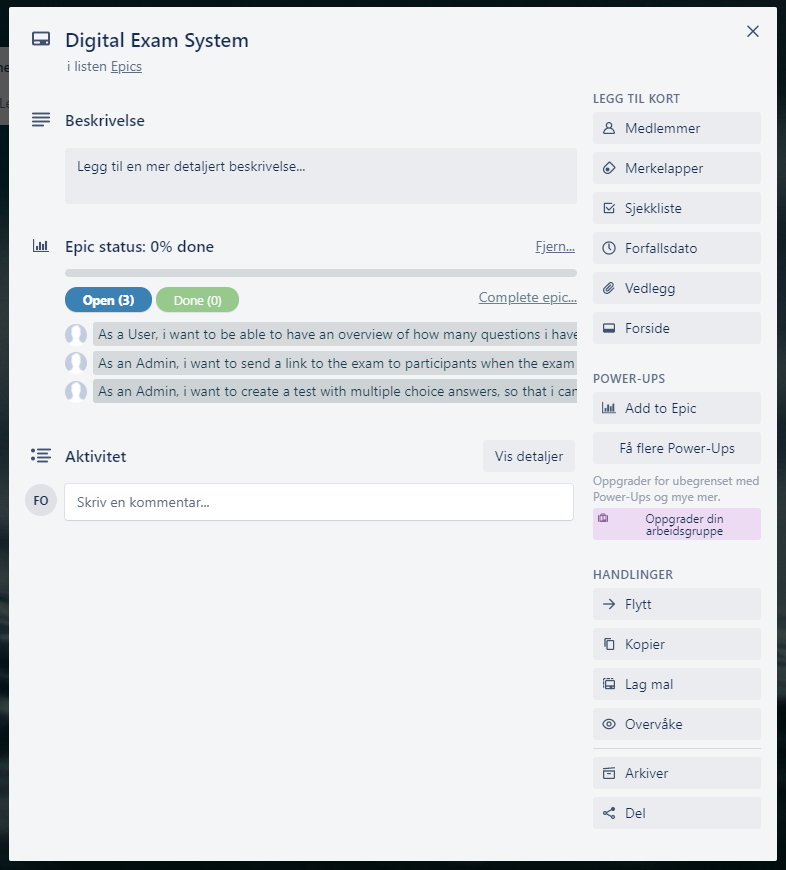 Digital Exam System
i listen Epics
Beskrivelse
Legg til en mer detaljert beskrivelse...
Epic status: 0% done
Fjern...
Open (3)
Done (0)
Complete epic...
As a User, i want to be able to have an overview of how many questions i have
As an Admin, i want to send a link to the exam to participants when the exam
As an Admin, i want to create a test with multiple choice answers, so that i can
Aktivitet
Vis detaljer
FO
Skriv en kommentar...
LEGG TIL KORT
Medlemmer
Merkelapper
Sjekkliste
Forfallsdato
Vedlegg
Forside
POWER-UPS
Add to Epic
Få flere Power-Ups
Oppgrader for ubegrenset med
Power-Ups og mye mer.
Oppgrader din
arbeidsgruppe
HANDLINGER
Flytt
Kopier
Lag mal
Overvåke
Arkiver
Del